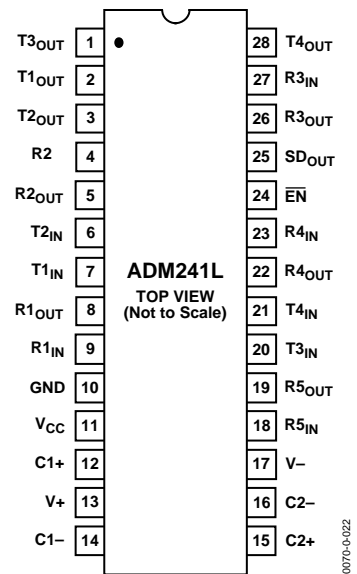 T3OUT 1 28 T4OUT
T1OUT 2 27 R3IN
T2OUT 3 26 R3OUT
R2 4 25 SDOUT
R2OUT 5 24 E̅N̅
T2IN 6 23 R4IN
T1IN 7 22 R4OUT
ADM241L
TOP VIEW
(Not to Scale)
R1OUT 8 21 T4IN
R1IN 9 20 T3IN
GND 10 19 R5OUT
VCC 11 18 R5IN
C1+ 12 17 V–
V+ 13 16 C2–
C1– 14 15 C2+
0070-0-022